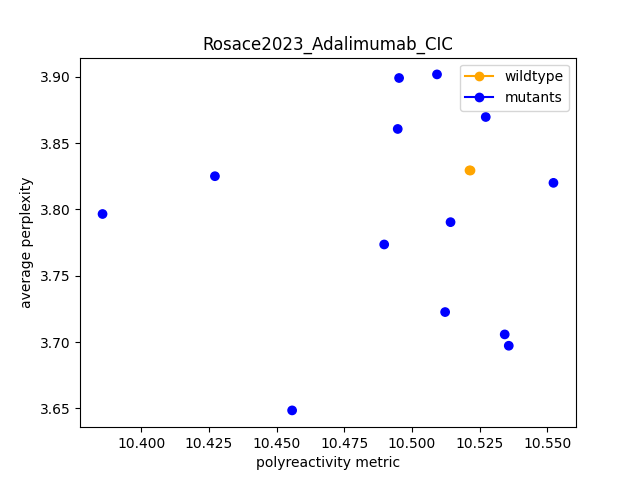 Rosace2023_Adalimumab_CIC
wildtype
mutants
average perplexity
3.90
3.85
3.80
3.75
3.70
3.65
10.400 10.425 10.450 10.475 10.500 10.525 10.550
polyreactivity metric